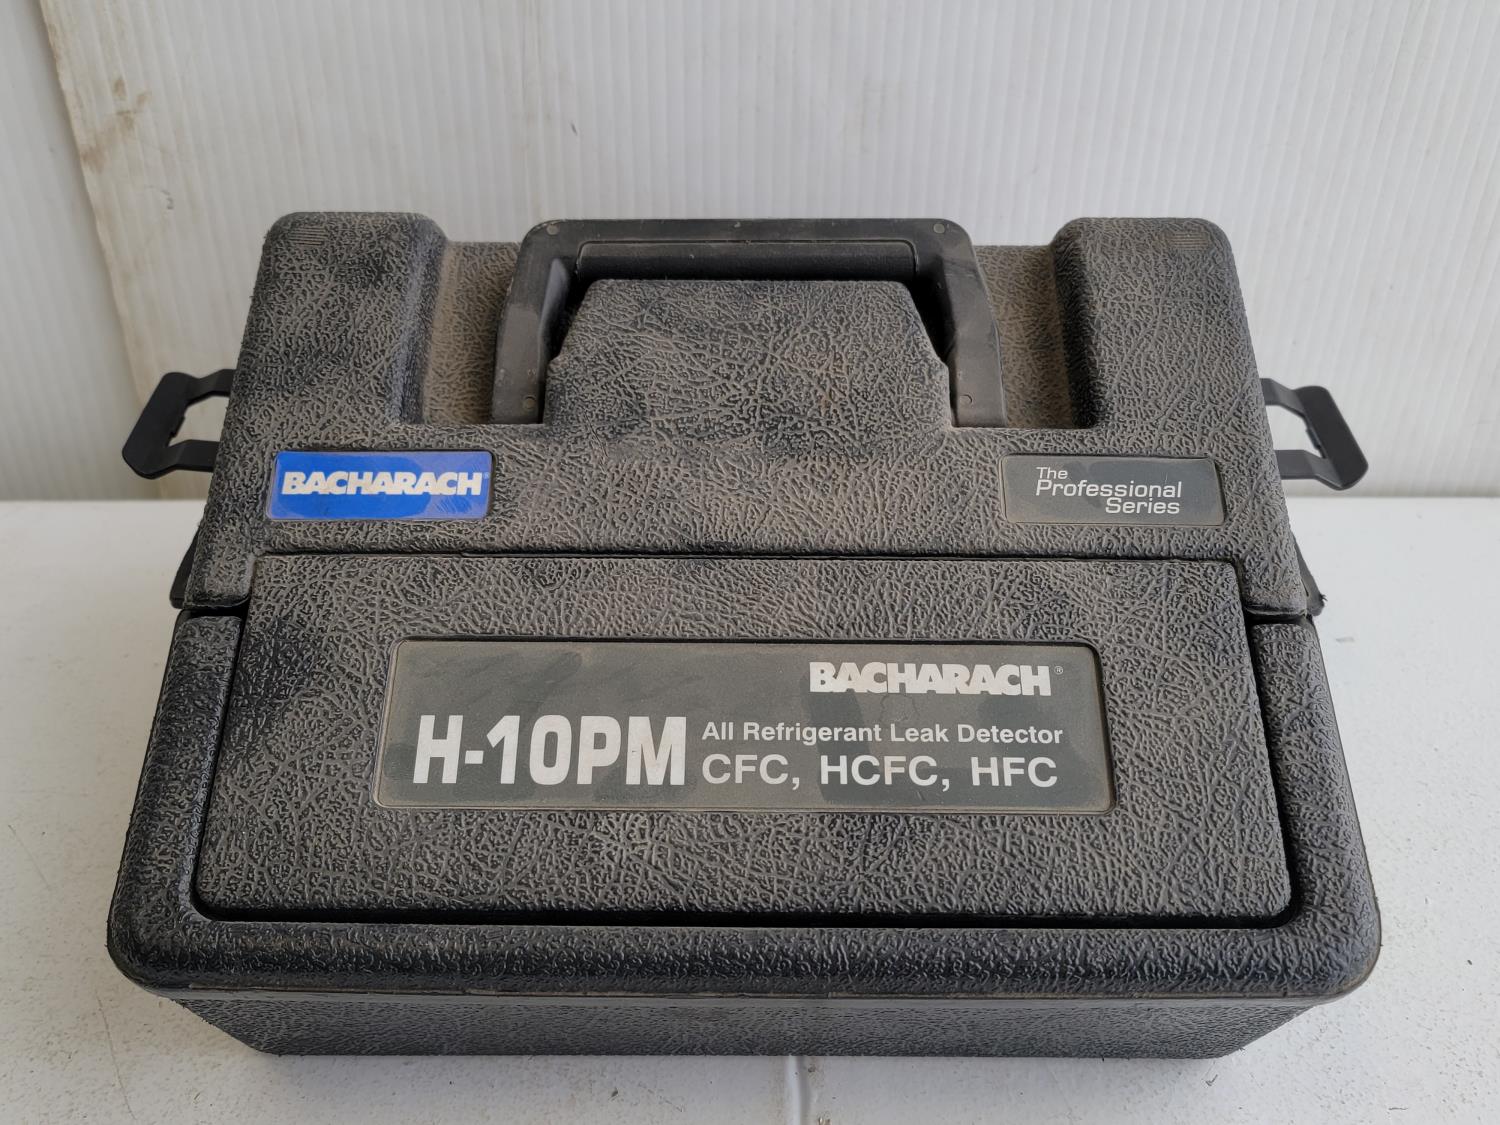 BACHARACH
The
Professional
Series
BACHARACH®
H-10PM
All Refrigerant Leak Detector
CFC, HCFC, HFC